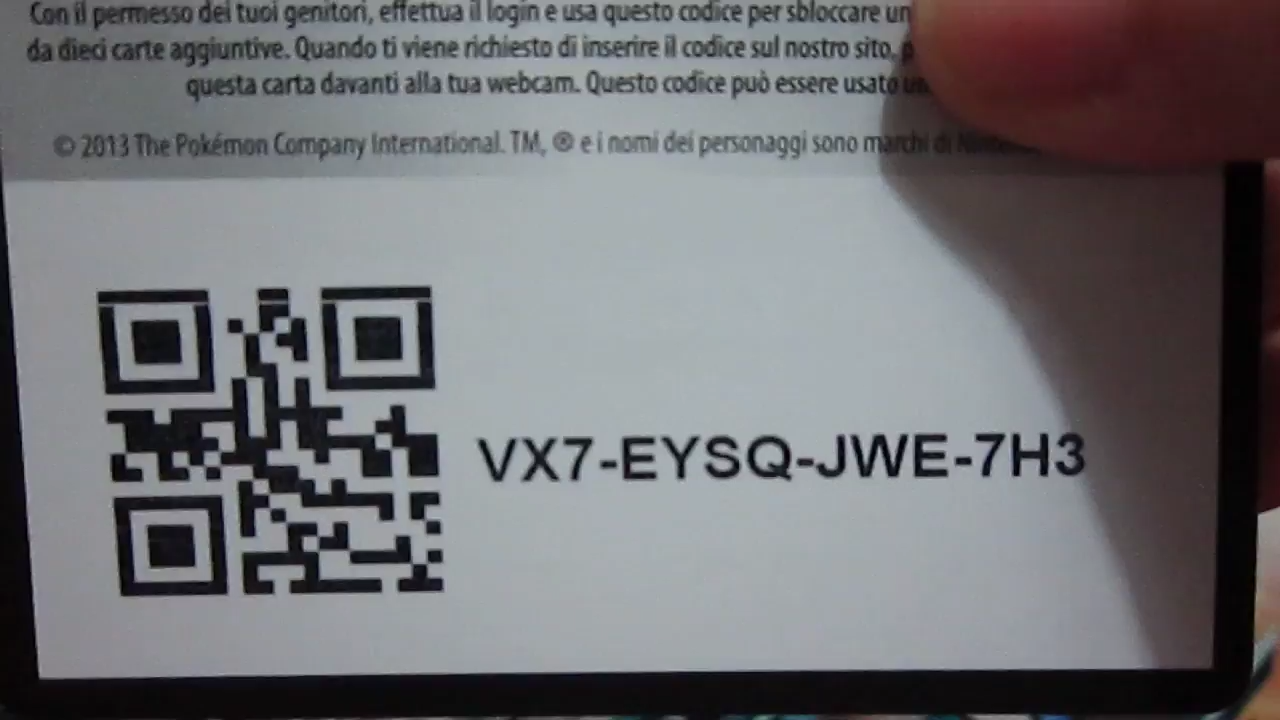 Con il permesso dei tuoi genitori, effettua il login e usa questo codice per sbloccare un
da dieci carte aggiuntive. Quando ti viene richiesto di inserire il codice sul nostro sito,
questa carta davanti alla tua webcam. Questo codice può essere usato
© 2013 The Pokémon Company International. TM, ® e i nomi dei personaggi sono marchi di
VX7-EYSQ-JWE-7H3